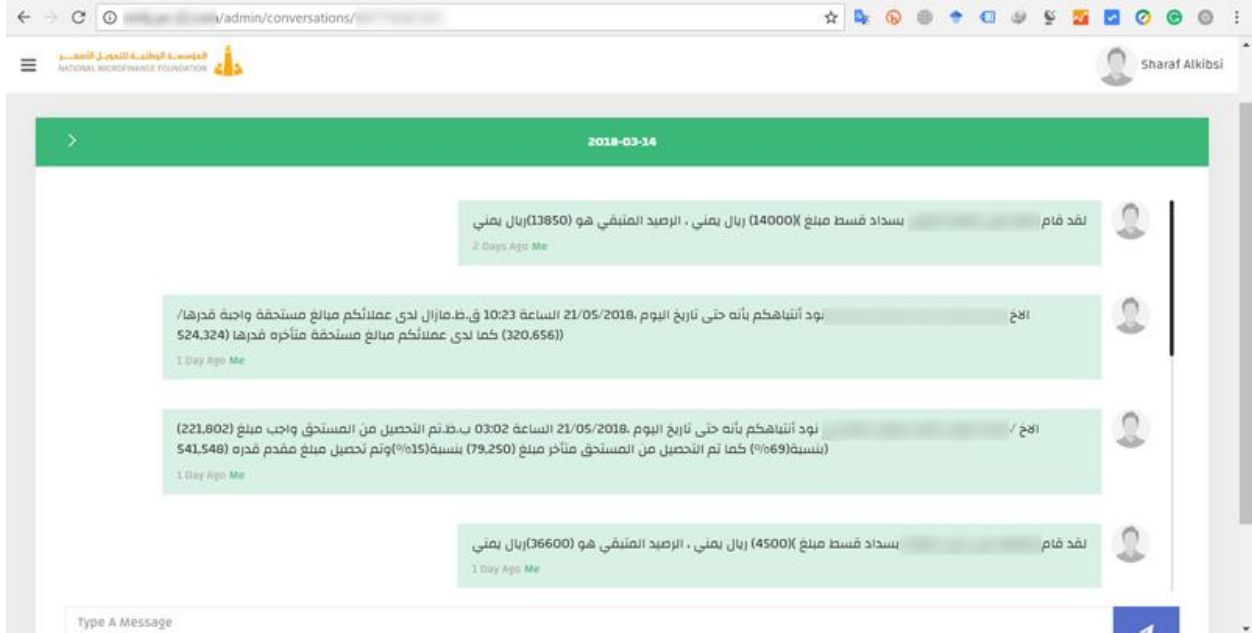 /admin/conversations/
المؤسسة الوطنية للتمويل الأصغر
NATIONAL MICROFINANCE FOUNDATION
Sharaf Alkibsi
2018-03-14
لقد قام بسداد قسط مبلغ )(14000) ريال يمني ، الرصيد المتبقي هو (13850)ريال يمني
2 Days Ago Me
الاخ نود أنتباهكم بأنه حتى تاريخ اليوم ،21/05/2018 الساعة 10:23 ق.ظ.مازال لدى عملائكم مبالغ مستحقة واجبة قدرها/
((320,656) كما لدى عملائكم مبالغ مستحقة متأخره قدرها (524,324
1 Day Ago Me
الاخ / نود أنتباهكم بأنه حتى تاريخ اليوم ،21/05/2018 الساعة 03:02 ب.ظ.تم التحصيل من المستحق واجب مبلغ (221,802)
(بنسبة(69%) كما تم التحصيل من المستحق متأخر مبلغ (79,250) بنسبة(15%)وتم تحصيل مبلغ مقدم قدره (541,548
1 Day Ago Me
لقد قام بسداد قسط مبلغ )(4500) ريال يمني ، الرصيد المتبقي هو (36600)ريال يمني
1 Day Ago Me
Type A Message